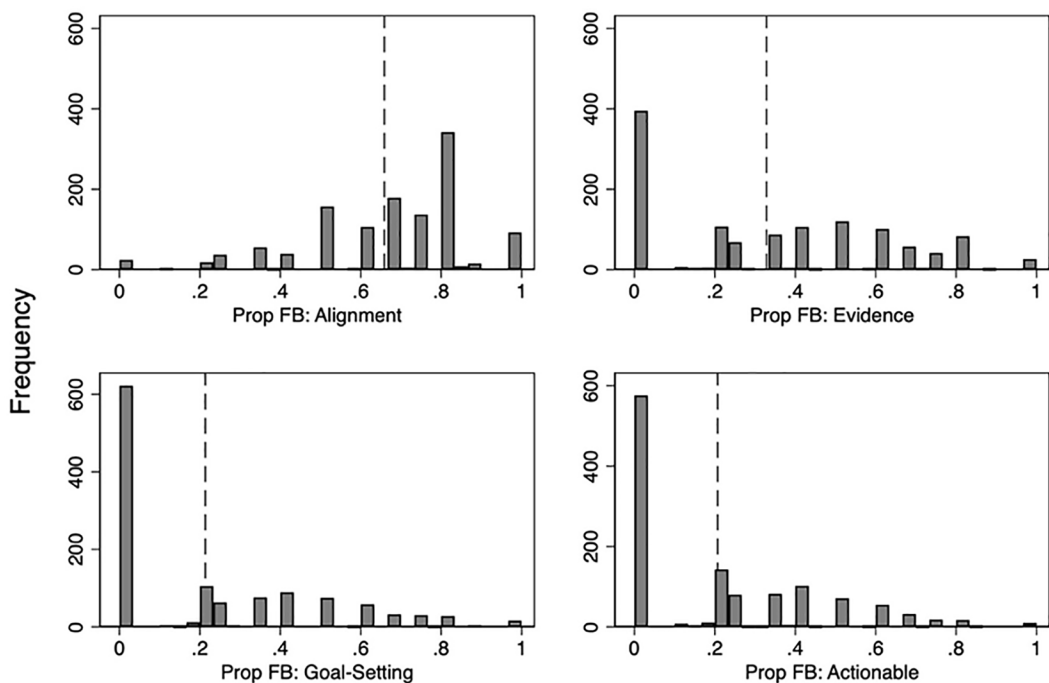 Frequency
600
400
200
0
0 .2 .4 .6 .8 1
Prop FB: Alignment
600
400
200
0
0 .2 .4 .6 .8 1
Prop FB: Evidence
600
400
200
0
0 .2 .4 .6 .8 1
Prop FB: Goal-Setting
600
400
200
0
0 .2 .4 .6 .8 1
Prop FB: Actionable